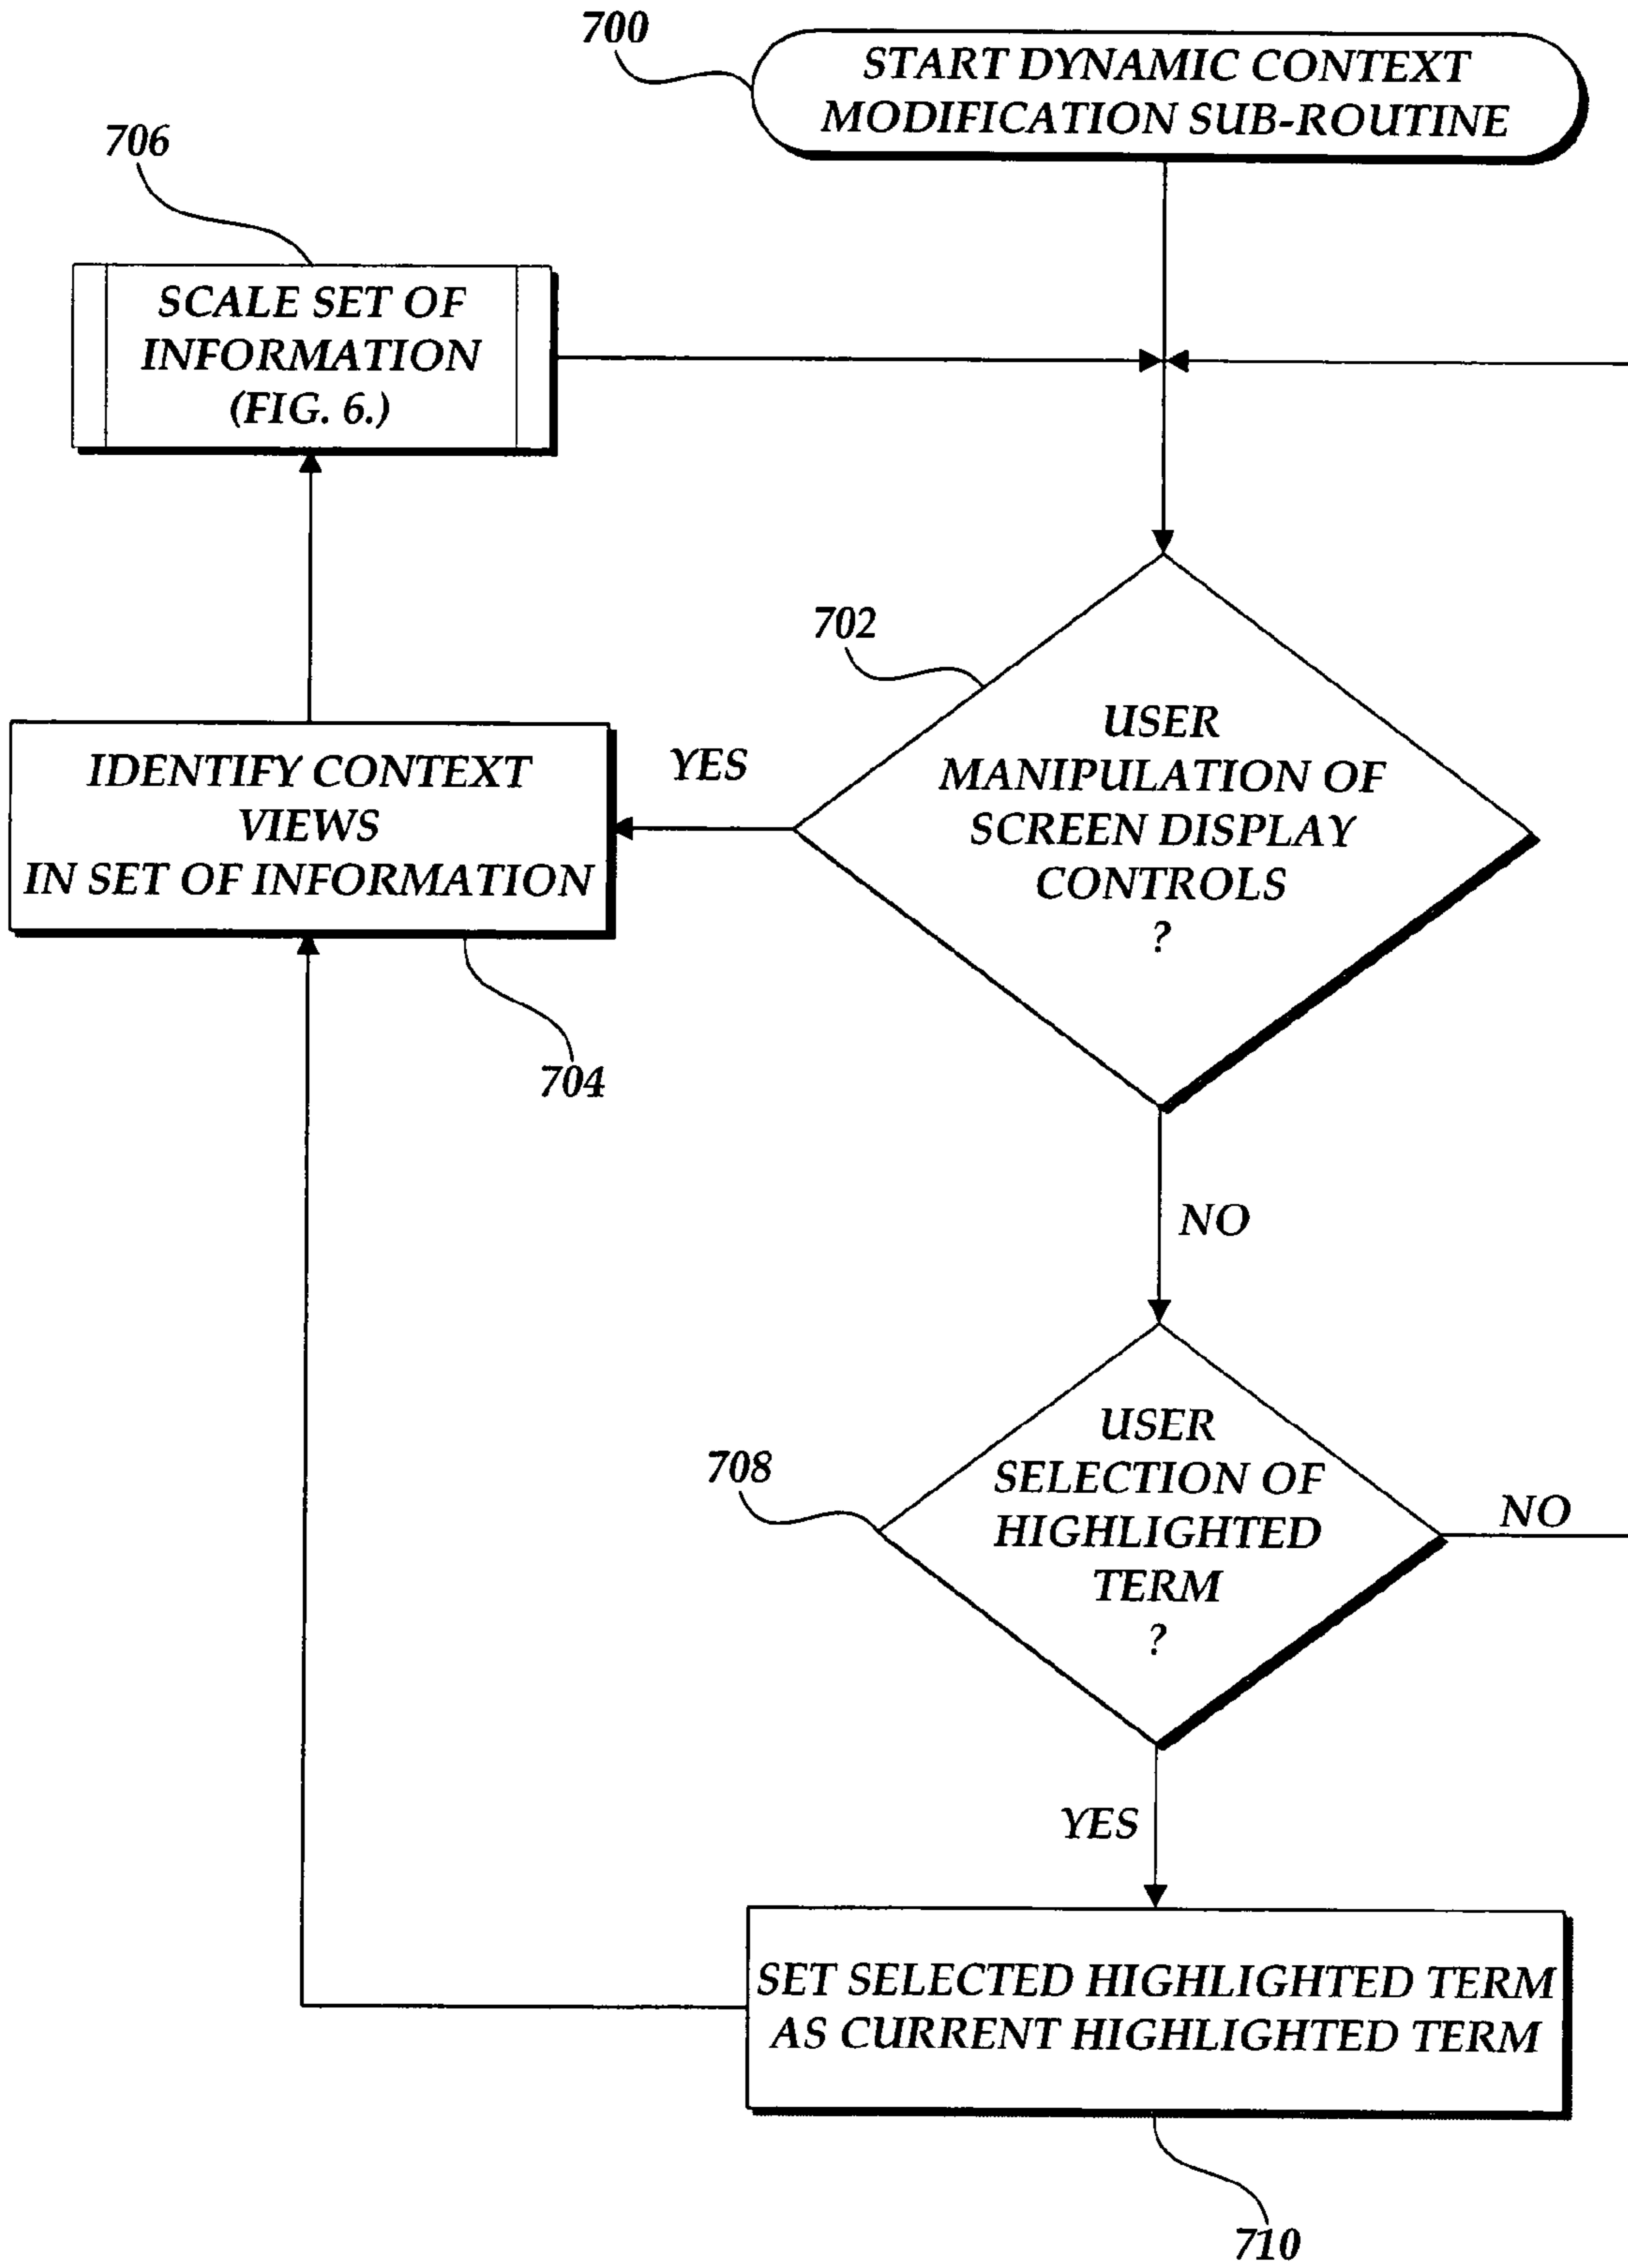 700
START DYNAMIC CONTEXT
MODIFICATION SUB-ROUTINE
706
SCALE SET OF
INFORMATION
(FIG. 6.)
702
USER
MANIPULATION OF
SCREEN DISPLAY
CONTROLS
?
YES
IDENTIFY CONTEXT
VIEWS
IN SET OF INFORMATION
704
NO
708
USER
SELECTION OF
HIGHLIGHTED
TERM
?
NO
YES
SET SELECTED HIGHLIGHTED TERM
AS CURRENT HIGHLIGHTED TERM
710